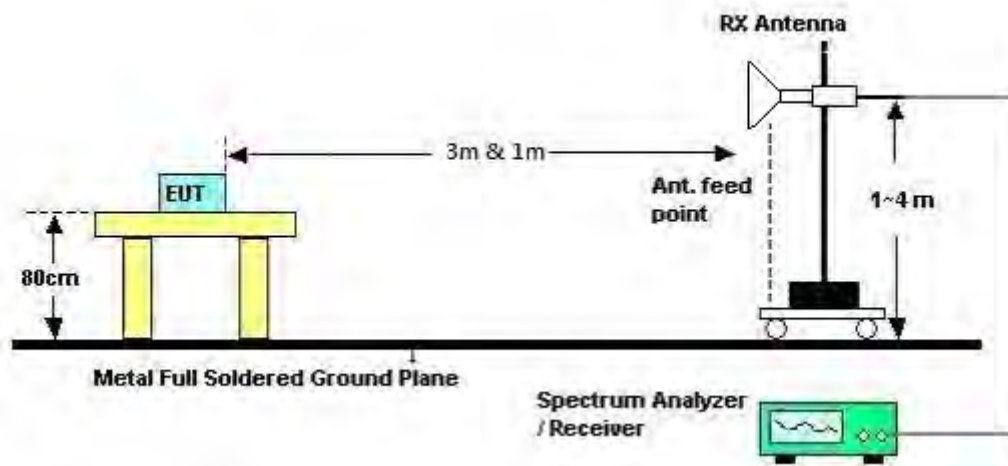 RX Antenna
3m & 1m
EUT
Ant. feed
point
1~4 m
80cm
Metal Full Soldered Ground Plane
Spectrum Analyzer
/ Receiver